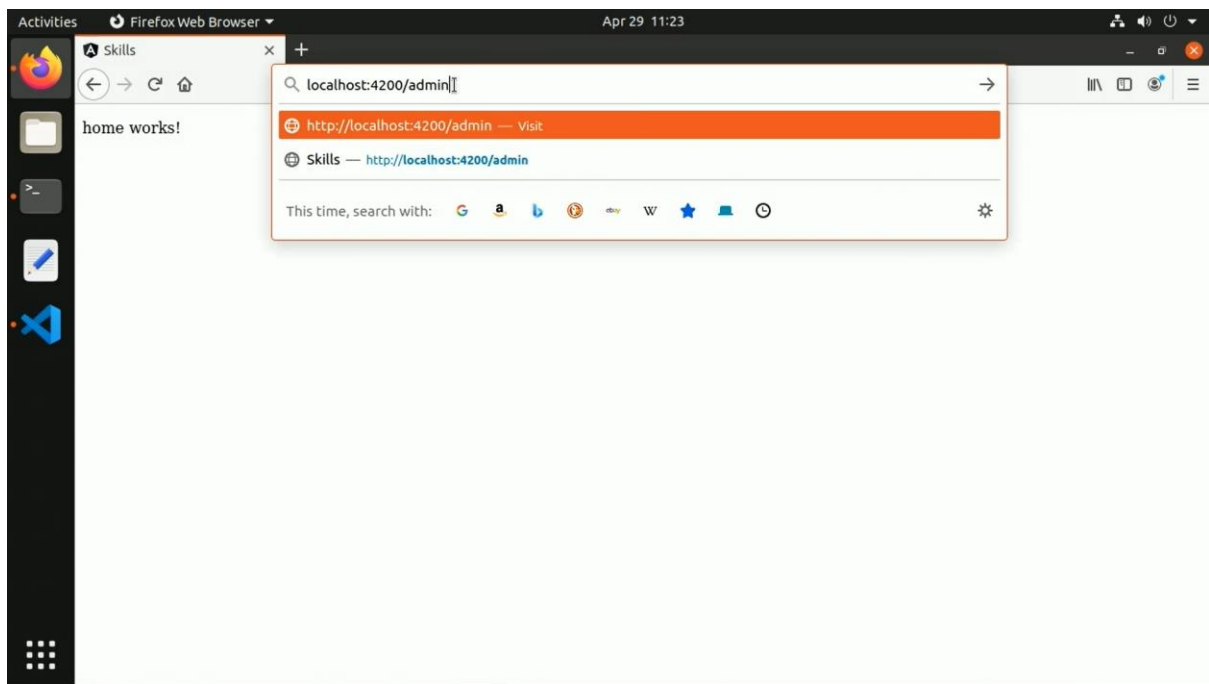 Activities Firefox Web Browser Apr 29 11:23
Skills
localhost:4200/admin
home works!
http://localhost:4200/admin — Visit
Skills — http://localhost:4200/admin
This time, search with: G a b ebay W